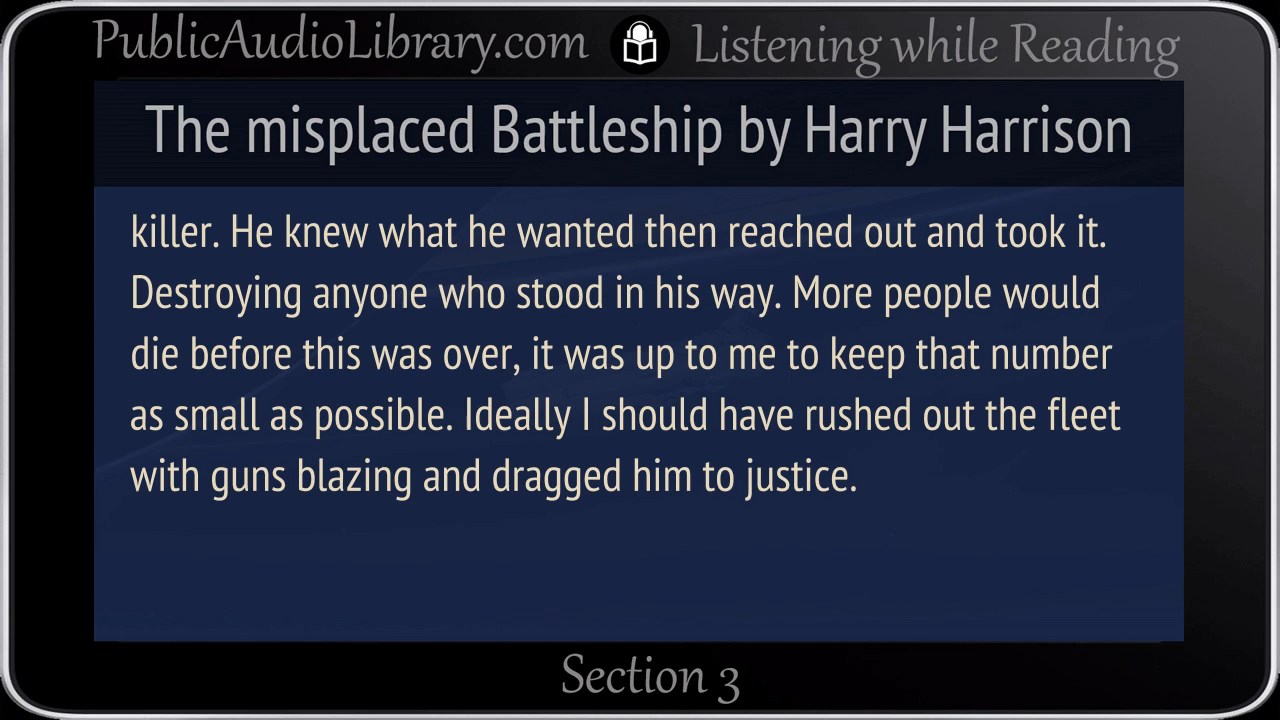 PublicAudioLibrary.com Listening while Reading
The misplaced Battleship by Harry Harrison
killer. He knew what he wanted then reached out and took it.
Destroying anyone who stood in his way. More people would
die before this was over, it was up to me to keep that number
as small as possible. Ideally I should have rushed out the fleet
with guns blazing and dragged him to justice.
Section 3